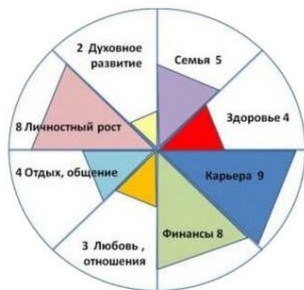 2 Духовное
развитие
Семья 5
8 Личностный рост
Здоровье 4
4 Отдых, общение
Карьера 9
3 Любовь ,
отношения
Финансы 8